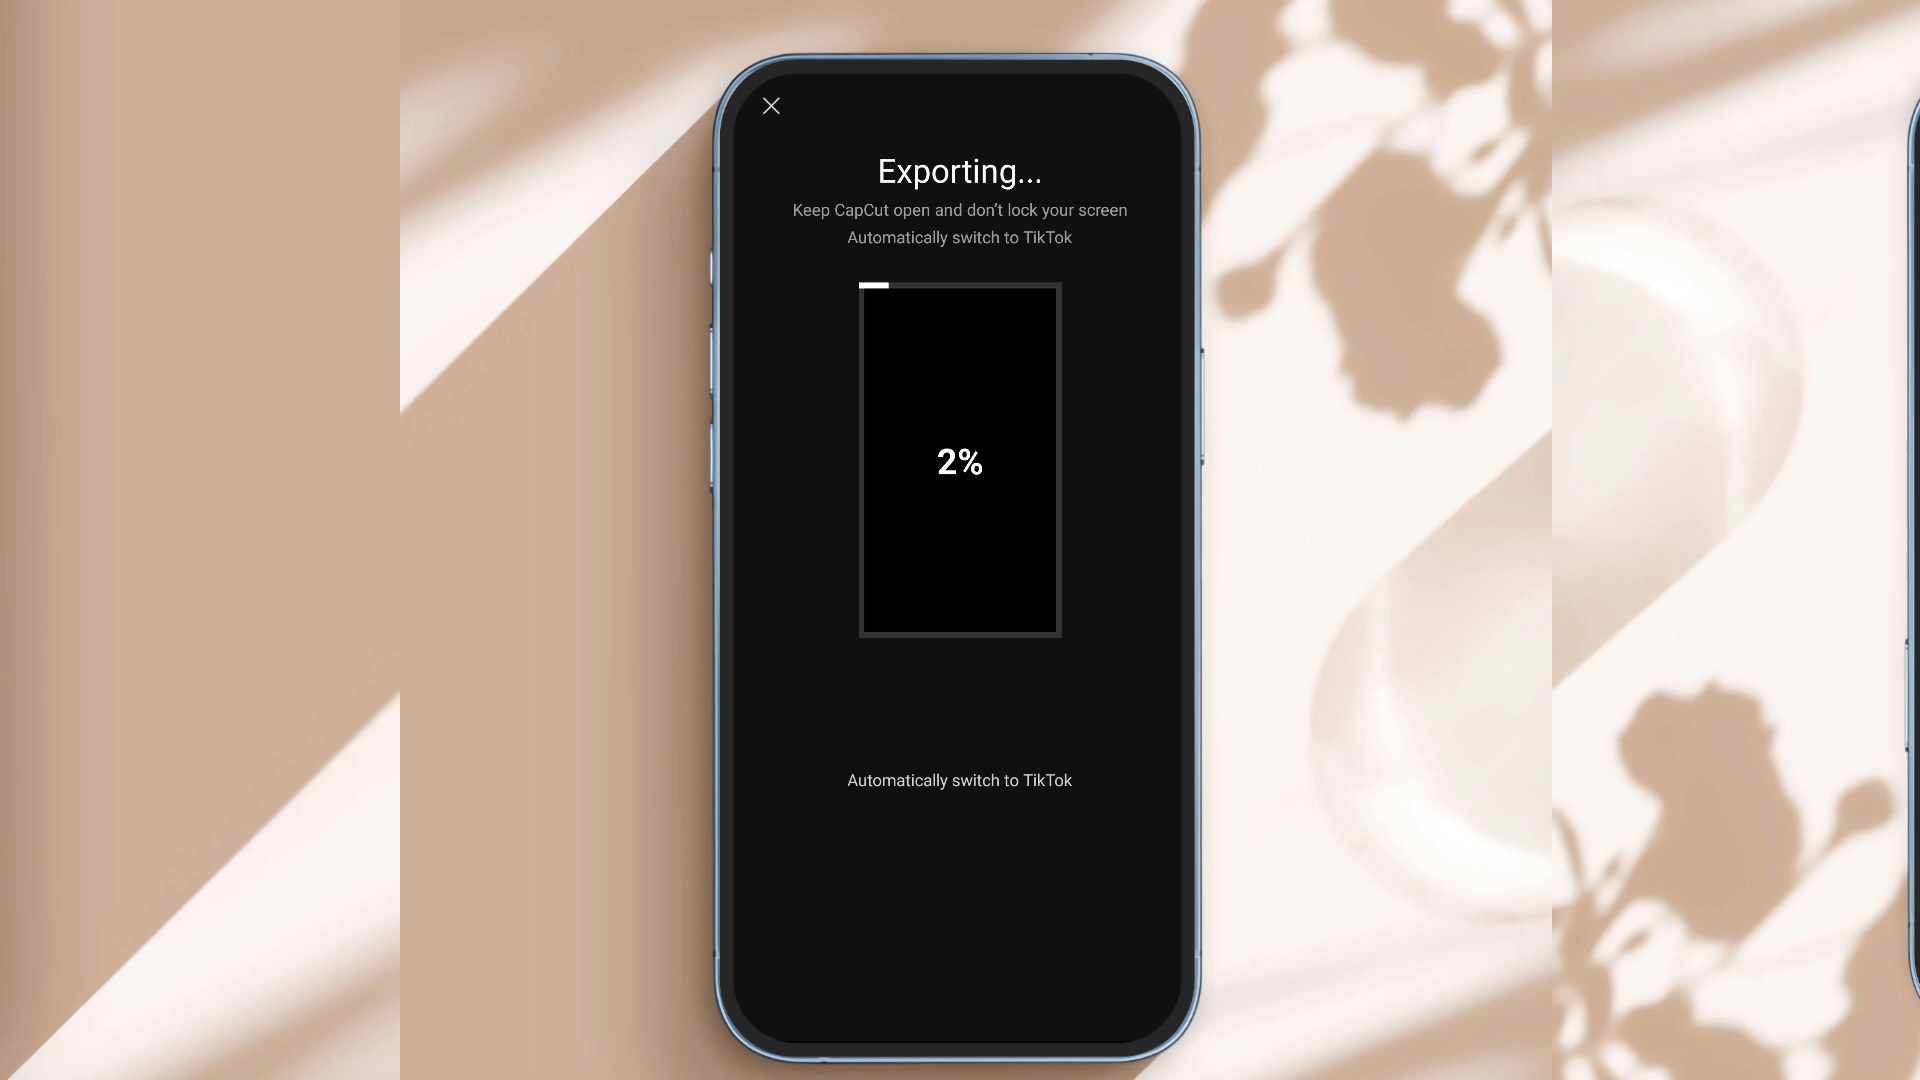 Exporting...
Keep CapCut open and don't lock your screen
Automatically switch to TikTok
2%
Automatically switch to TikTok